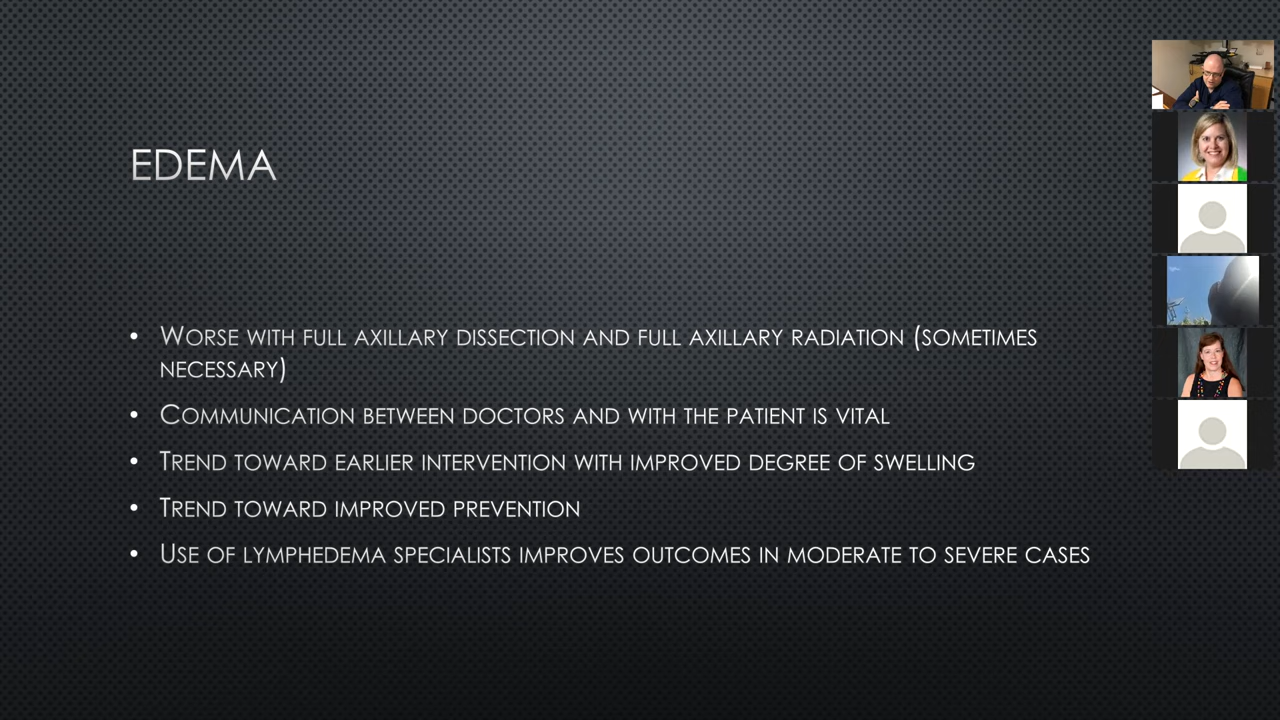 EDEMA
• WORSE WITH FULL AXILLARY DISSECTION AND FULL AXILLARY RADIATION (SOMETIMES
NECESSARY)
• COMMUNICATION BETWEEN DOCTORS AND WITH THE PATIENT IS VITAL
• TREND TOWARD EARLIER INTERVENTION WITH IMPROVED DEGREE OF SWELLING
• TREND TOWARD IMPROVED PREVENTION
• USE OF LYMPHEDEMA SPECIALISTS IMPROVES OUTCOMES IN MODERATE TO SEVERE CASES